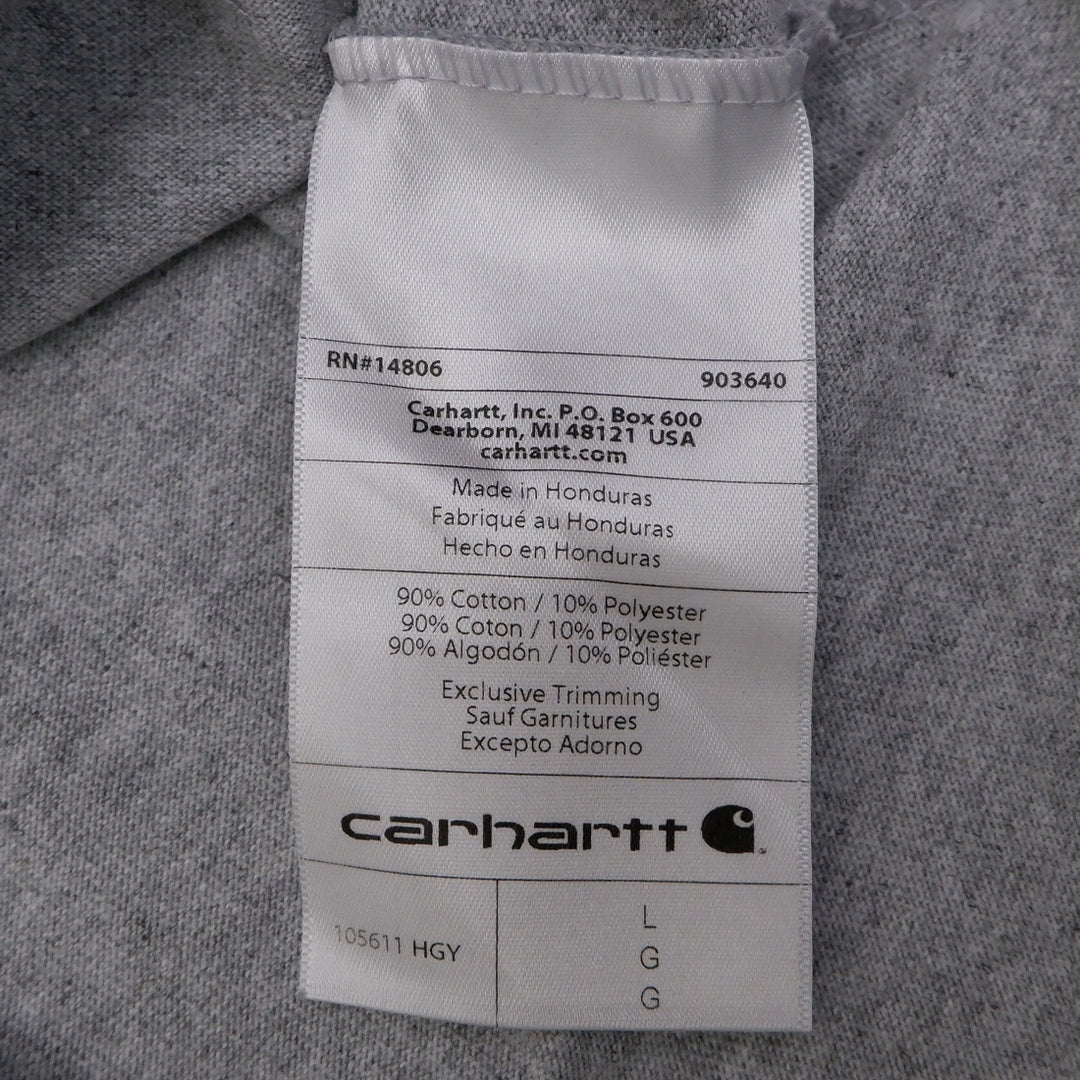 RN#14806 903640
Carhartt, Inc. P.O. Box 600
Dearborn, MI 48121 USA
carhartt.com
Made in Honduras
Fabriqué au Honduras
Hecho en Honduras
90% Cotton / 10% Polyester
90% Coton / 10% Polyester
90% Algodón / 10% Poliéster
Exclusive Trimming
Sauf Garnitures
Excepto Adorno
carhartt
105611 HGY
L
G
G